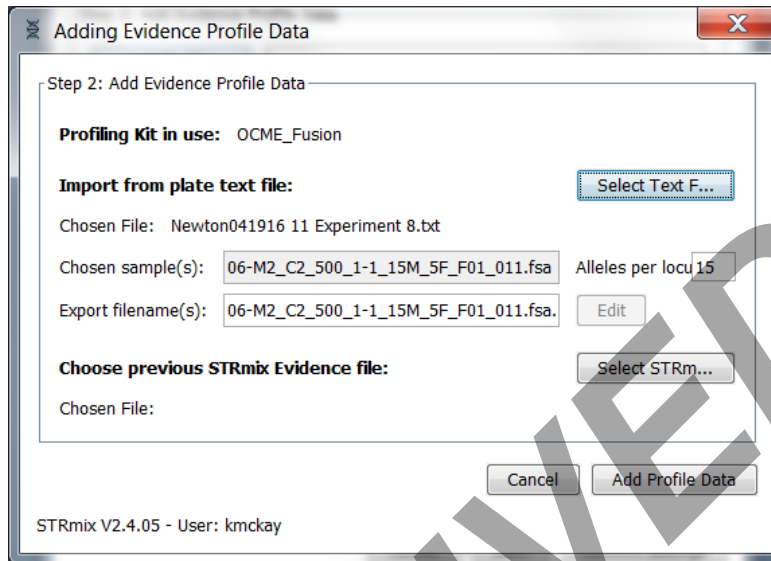 Adding Evidence Profile Data
Step 2: Add Evidence Profile Data
Profiling Kit in use: OCME_Fusion
Import from plate text file: Select Text F...
Chosen File: Newton041916 11 Experiment 8.txt
Chosen sample(s): 06-M2_C2_500_1-1_15M_5F_F01_011.fsa Alleles per locu 15
Export filename(s): 06-M2_C2_500_1-1_15M_5F_F01_011.fsa. Edit
Choose previous STRmix Evidence file: Select STRm...
Chosen File:
Cancel Add Profile Data
STRmix V2.4.05 - User: kmckay